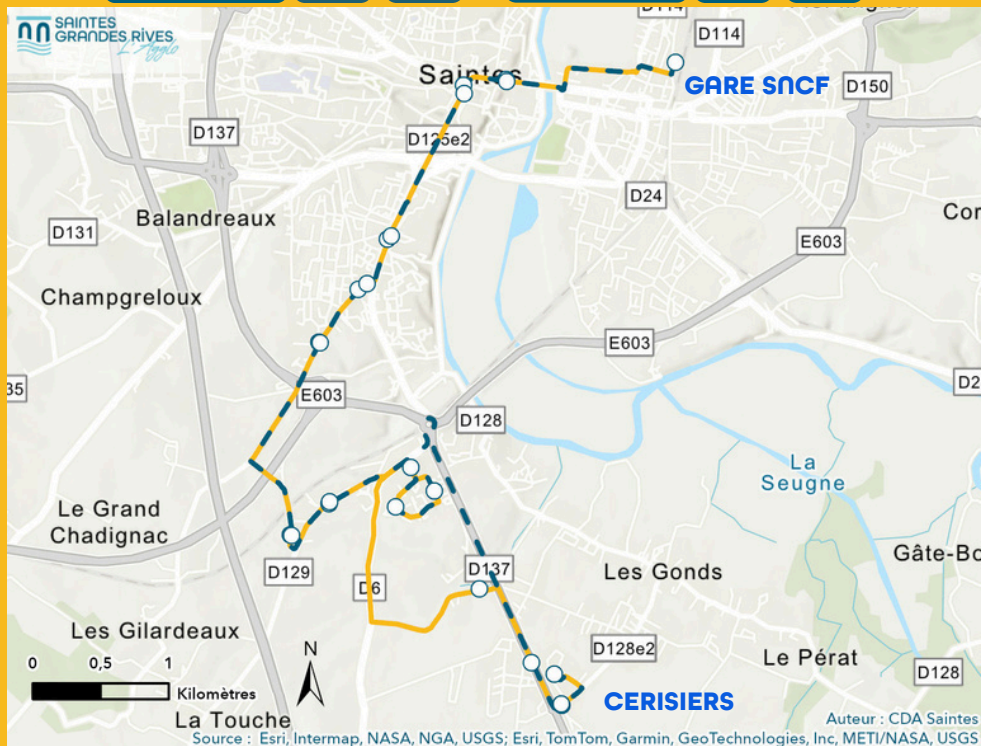 D114
SAINTES
GRANDES RIVES
L'Agglo
D114
Saintes
GARE SNCF
D150
D137
D125e2
D24
Balandreaux
D131
Cor
E603
Champgreloux
E603
35
E603
D2
D128
La
Seugne
Le Grand
Chadignac
Gâte-Bo
D129
D137
D6
Les Gonds
Les Gilardeaux
N
D128e2
Le Pérat
0 0,5 1
D128
Kilomètres
CERISIERS
La Touche
Auteur : CDA Saintes
Source : Esri, Intermap, NASA, NGA, USGS; Esri, TomTom, Garmin, GeoTechnologies, Inc, METI/NASA, USGS